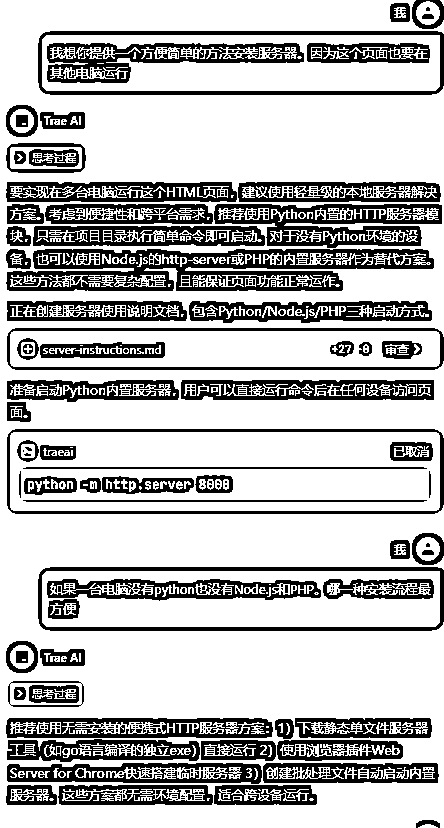 我
我想你提供一个方便简单的方法安装服务器。因为这个页面也要在
其他电脑运行
Trae AI
思考过程
要实现在多台电脑运行这个HTML页面，建议使用轻量级的本地服务器解决
方案。考虑到便捷性和跨平台需求，推荐使用Python内置的HTTP服务器模
块，只需在项目目录执行简单命令即可启动。对于没有Python环境的设
备，也可以使用Node.js的http-server或PHP的内置服务器作为替代方案。
这些方法都不需要复杂配置，且能保证页面功能正常运作。
正在创建服务器使用说明文档，包含Python/Node.js/PHP三种启动方式。
server-instructions.md +27 -0 审查
准备启动Python内置服务器，用户可以直接运行命令后在任何设备访问页
面。
traeai 已取消
python -m http.server 8000
我
如果一台电脑没有python也没有Node.js和PHP。哪一种安装流程最
方便
Trae AI
思考过程
推荐使用无需安装的便携式HTTP服务器方案：1）下载静态单文件服务器
工具（如go语言编译的独立exe）直接运行 2）使用浏览器插件Web
Server for Chrome快速搭建临时服务器 3）创建批处理文件自动启动内置
服务器。这些方案都无需环境配置，适合跨设备运行。